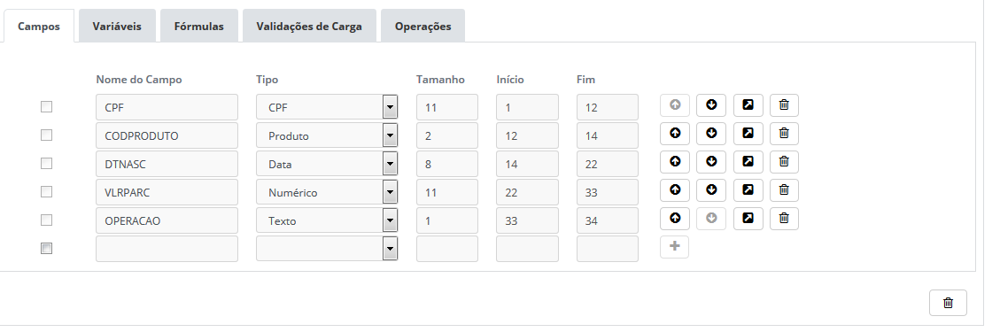 Campos Variáveis Fórmulas Validações de Carga Operações
Nome do Campo Tipo Tamanho Início Fim
CPF CPF 11 1 12
CODPRODUTO Produto 2 12 14
DTNASC Data 8 14 22
VLRPARC Numérico 11 22 33
OPERACAO Texto 1 33 34